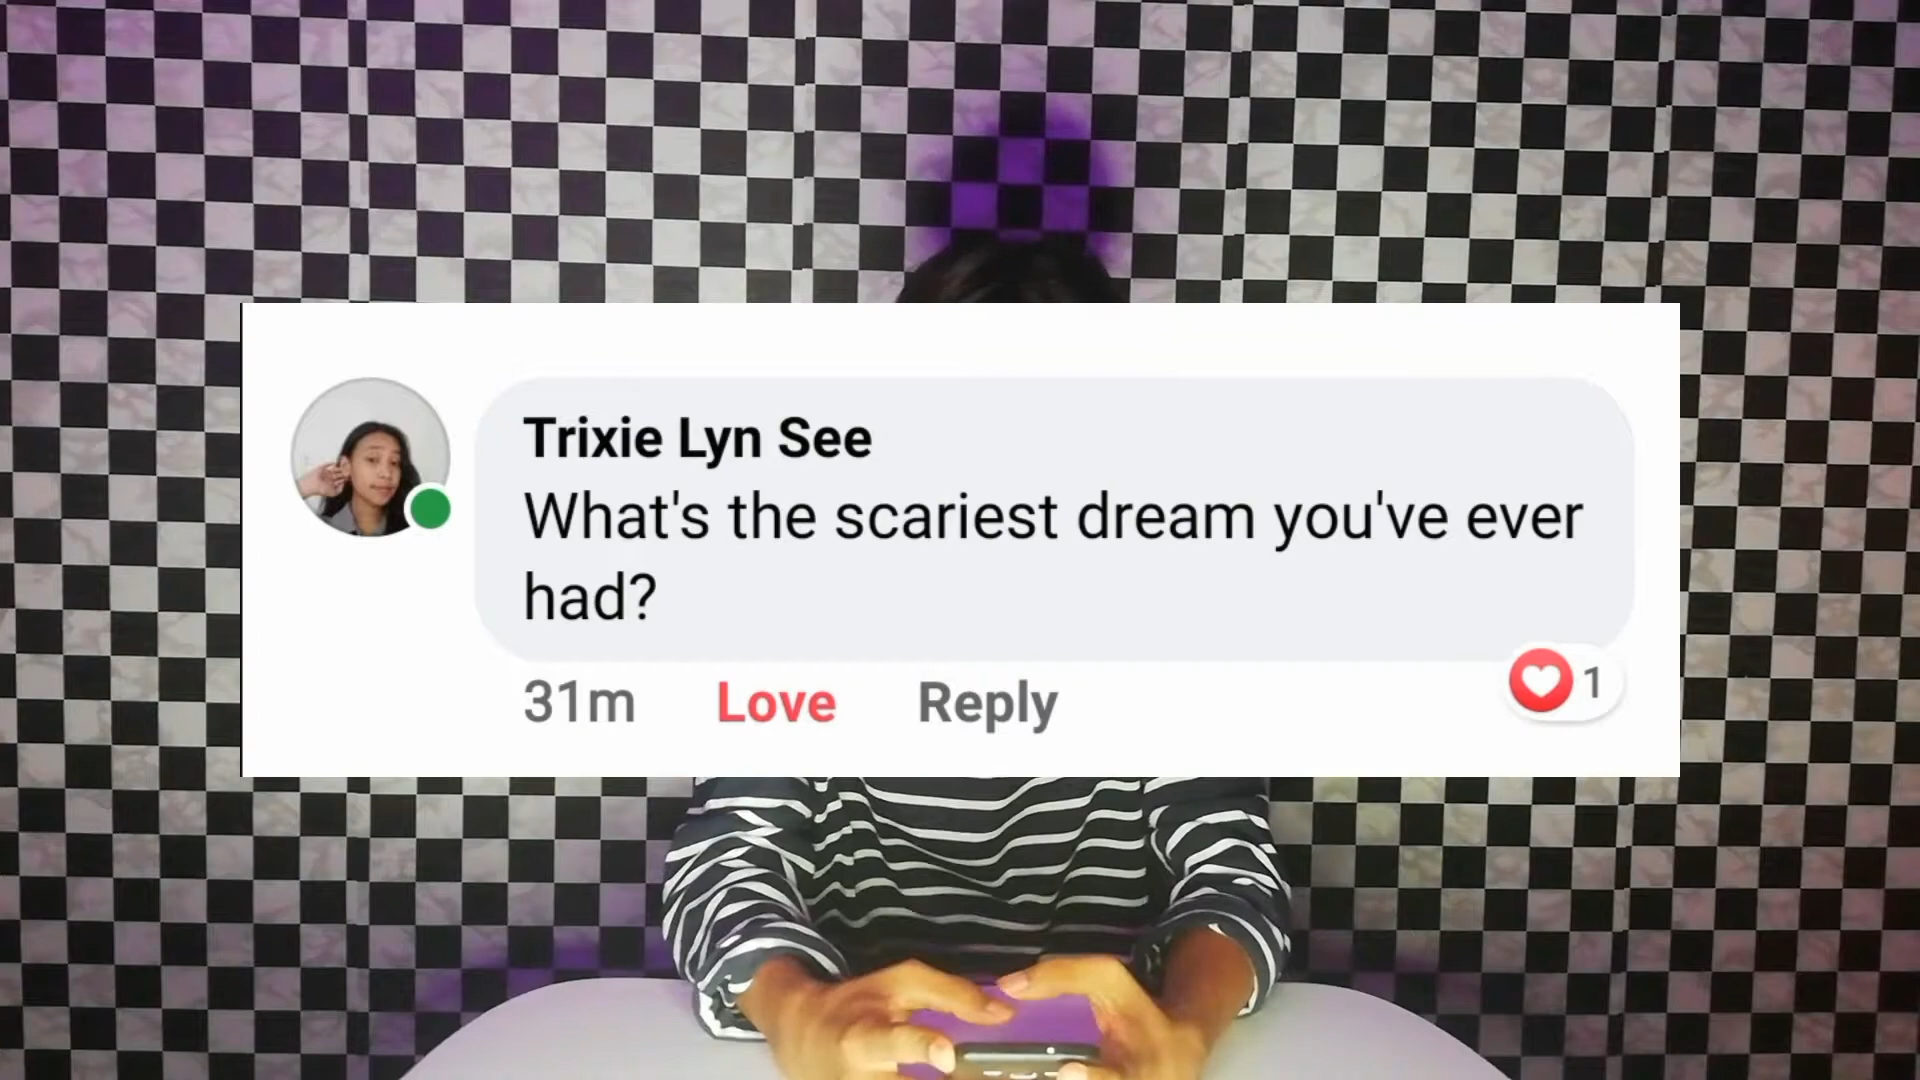 Trixie Lyn See
What's the scariest dream you've ever
had?
31m Love Reply
1